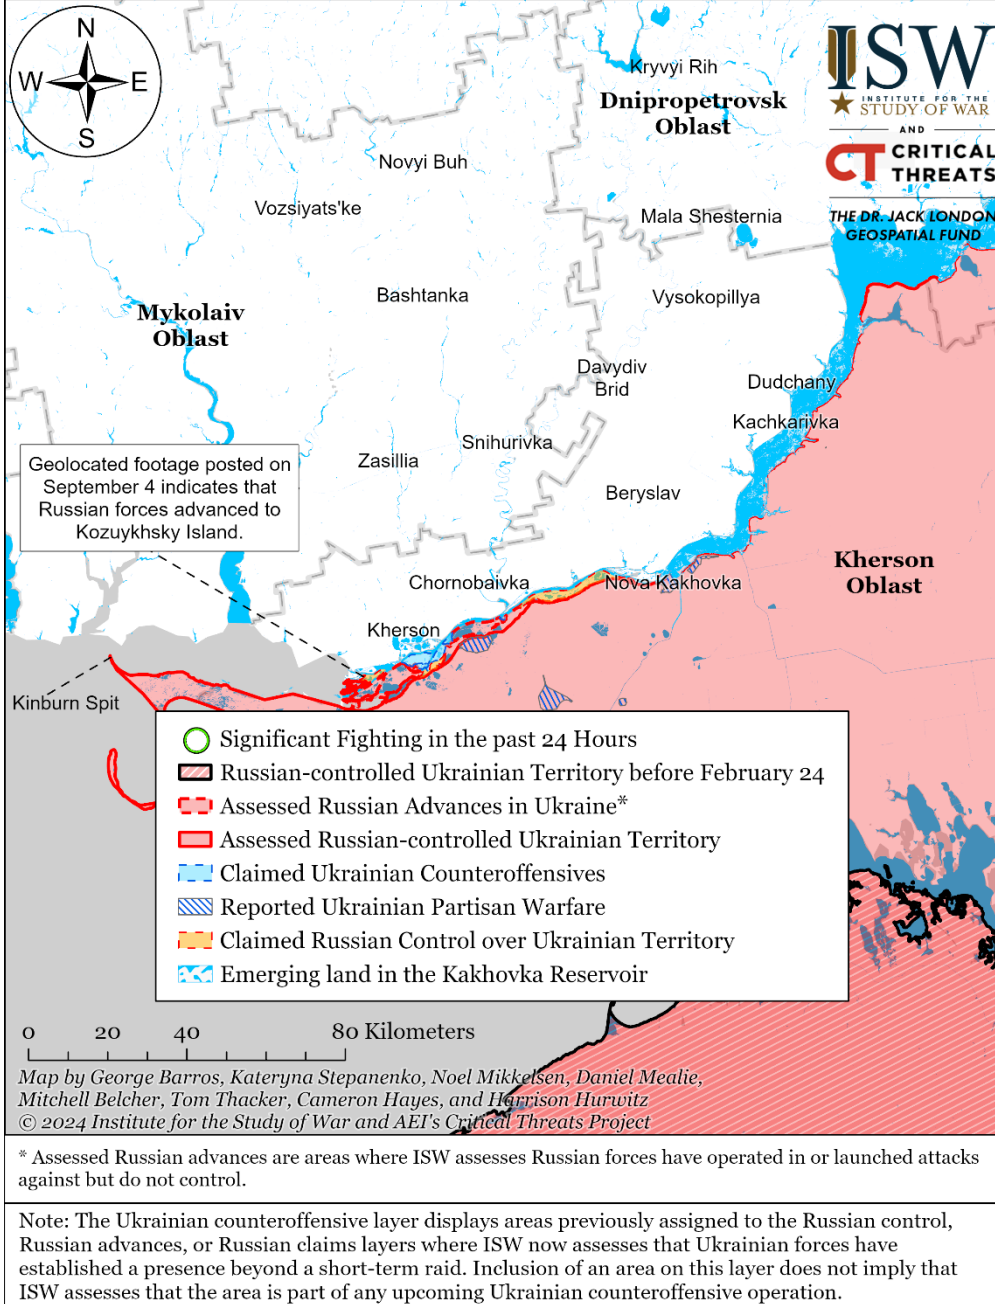 N
W
E
S
ISW
INSTITUTE FOR THE
STUDY OF WAR
AND
CT CRITICAL
THREATS
THE DR. JACK LONDON
GEOSPATIAL FUND
Kryvyi Rih
Dnipropetrovsk
Oblast
Novyi Buh
Vozsiyats'ke
Mala Shesternia
Bashtanka
Vysokopillya
Mykolaiv
Oblast
Davydiv
Brid
Dudchany
Kachkarivka
Snihurivka
Zasillia
Geolocated footage posted on
September 4 indicates that
Russian forces advanced to
Kozuykhsky Island.
Beryslav
Kherson
Oblast
Chornobaivka
Nova Kakhovka
Kherson
Kinburn Spit
Significant Fighting in the past 24 Hours
Russian-controlled Ukrainian Territory before February 24
Assessed Russian Advances in Ukraine*
Assessed Russian-controlled Ukrainian Territory
Claimed Ukrainian Counteroffensives
Reported Ukrainian Partisan Warfare
Claimed Russian Control over Ukrainian Territory
Emerging land in the Kakhovka Reservoir
0 20 40 80 Kilometers
Map by George Barros, Kateryna Stepanenko, Noel Mikkelsen, Daniel Mealie,
Mitchell Belcher, Tom Thacker, Cameron Hayes, and Harrison Hurwitz
© 2024 Institute for the Study of War and AEI's Critical Threats Project
* Assessed Russian advances are areas where ISW assesses Russian forces have operated in or launched attacks
against but do not control.
Note: The Ukrainian counteroffensive layer displays areas previously assigned to the Russian control,
Russian advances, or Russian claims layers where ISW now assesses that Ukrainian forces have
established a presence beyond a short-term raid. Inclusion of an area on this layer does not imply that
ISW assesses that the area is part of any upcoming Ukrainian counteroffensive operation.